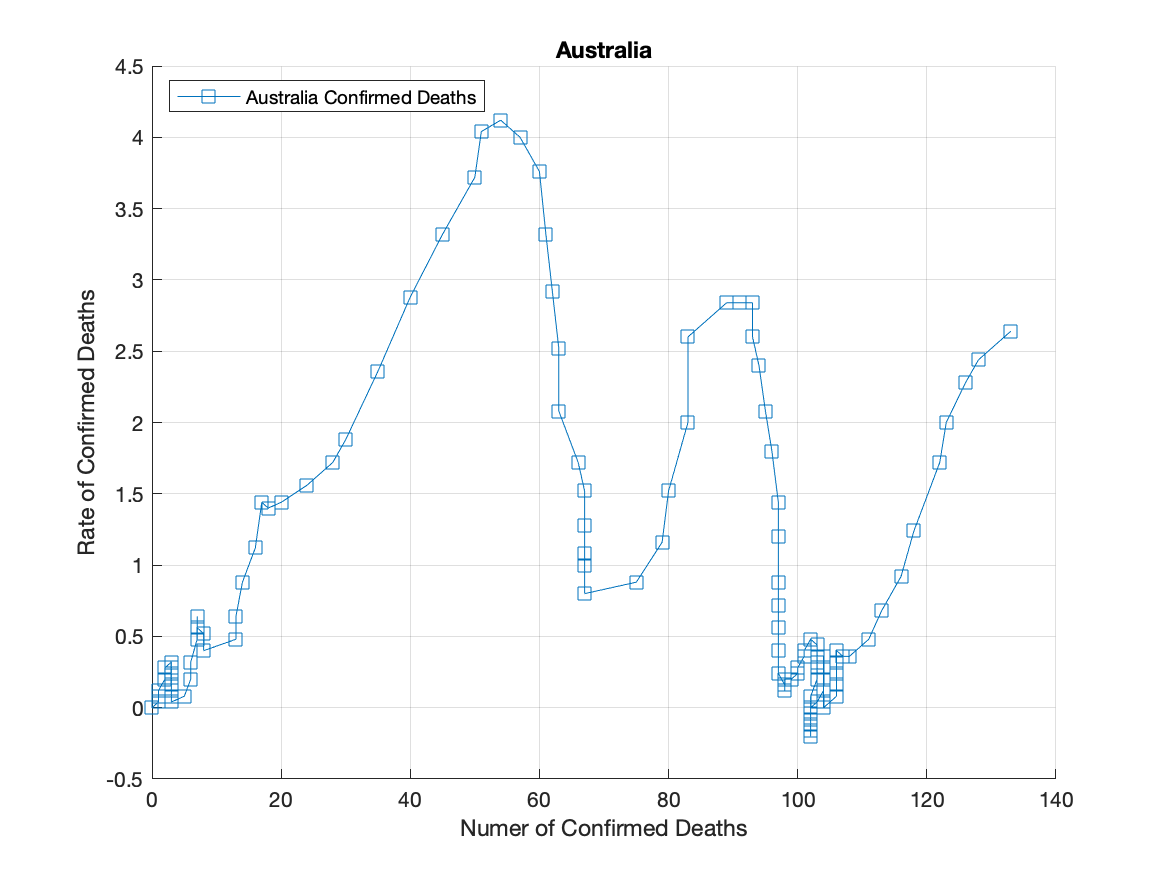 Australia
Australia Confirmed Deaths
4.5
4
3.5
3
2.5
2
1.5
1
0.5
0
-0.5
Rate of Confirmed Deaths
0 20 40 60 80 100 120 140
Numer of Confirmed Deaths